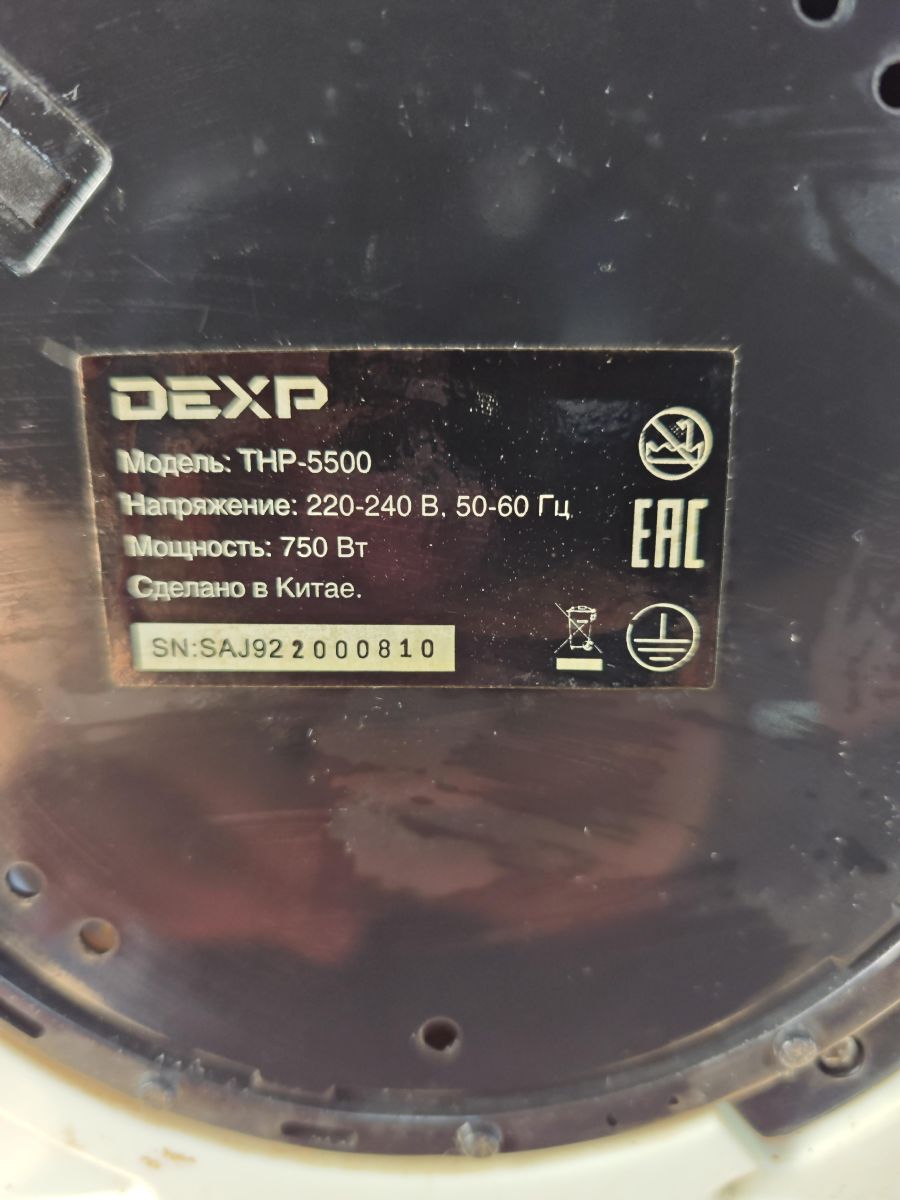 DEXP
Модель: THP-5500
Напряжение: 220-240 В, 50-60 Гц
Мощность: 750 Вт
Сделано в Китае.
SN:SAJ922000810
EAC